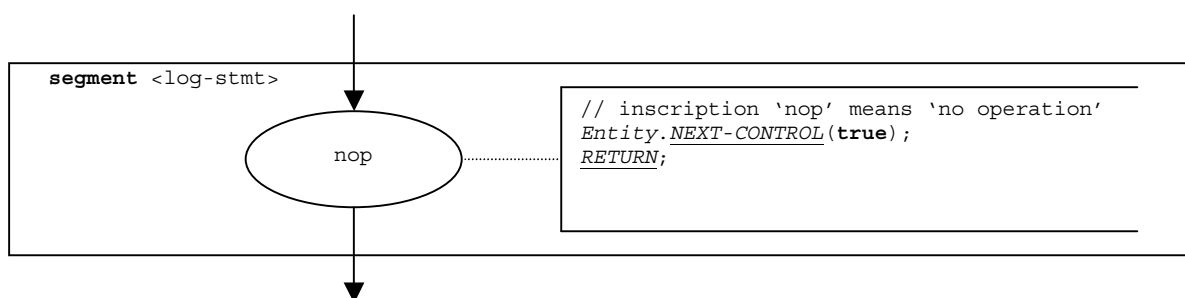 segment <log-stmt>
// inscription ‘nop’ means ‘no operation’
Entity.NEXT-CONTROL(true);
RETURN;
nop